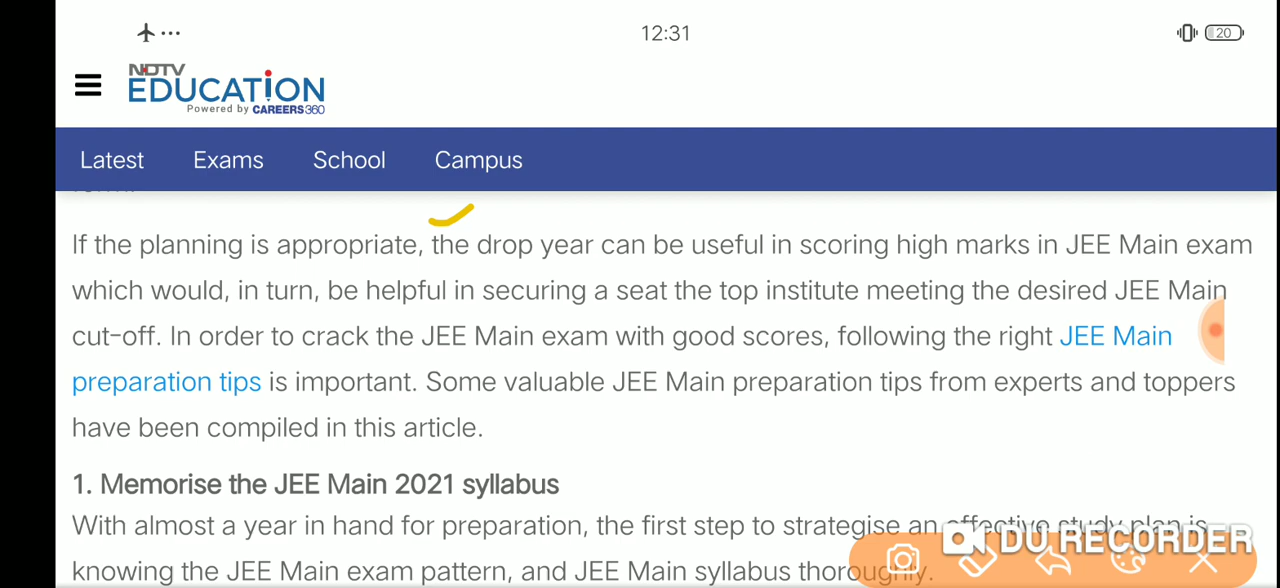 12:31
20
NDTV
EDUCATION
Powered by CAREERS360
Latest Exams School Campus
If the planning is appropriate, the drop year can be useful in scoring high marks in JEE Main exam
which would, in turn, be helpful in securing a seat the top institute meeting the desired JEE Main
cut-off. In order to crack the JEE Main exam with good scores, following the right JEE Main
preparation tips is important. Some valuable JEE Main preparation tips from experts and toppers
have been compiled in this article.
1. Memorise the JEE Main 2021 syllabus
With almost a year in hand for preparation, the first step to strategise an effective study plan is
DU RECORDER
knowing the JEE Main exam pattern, and JEE Main syllabus thoroughly.